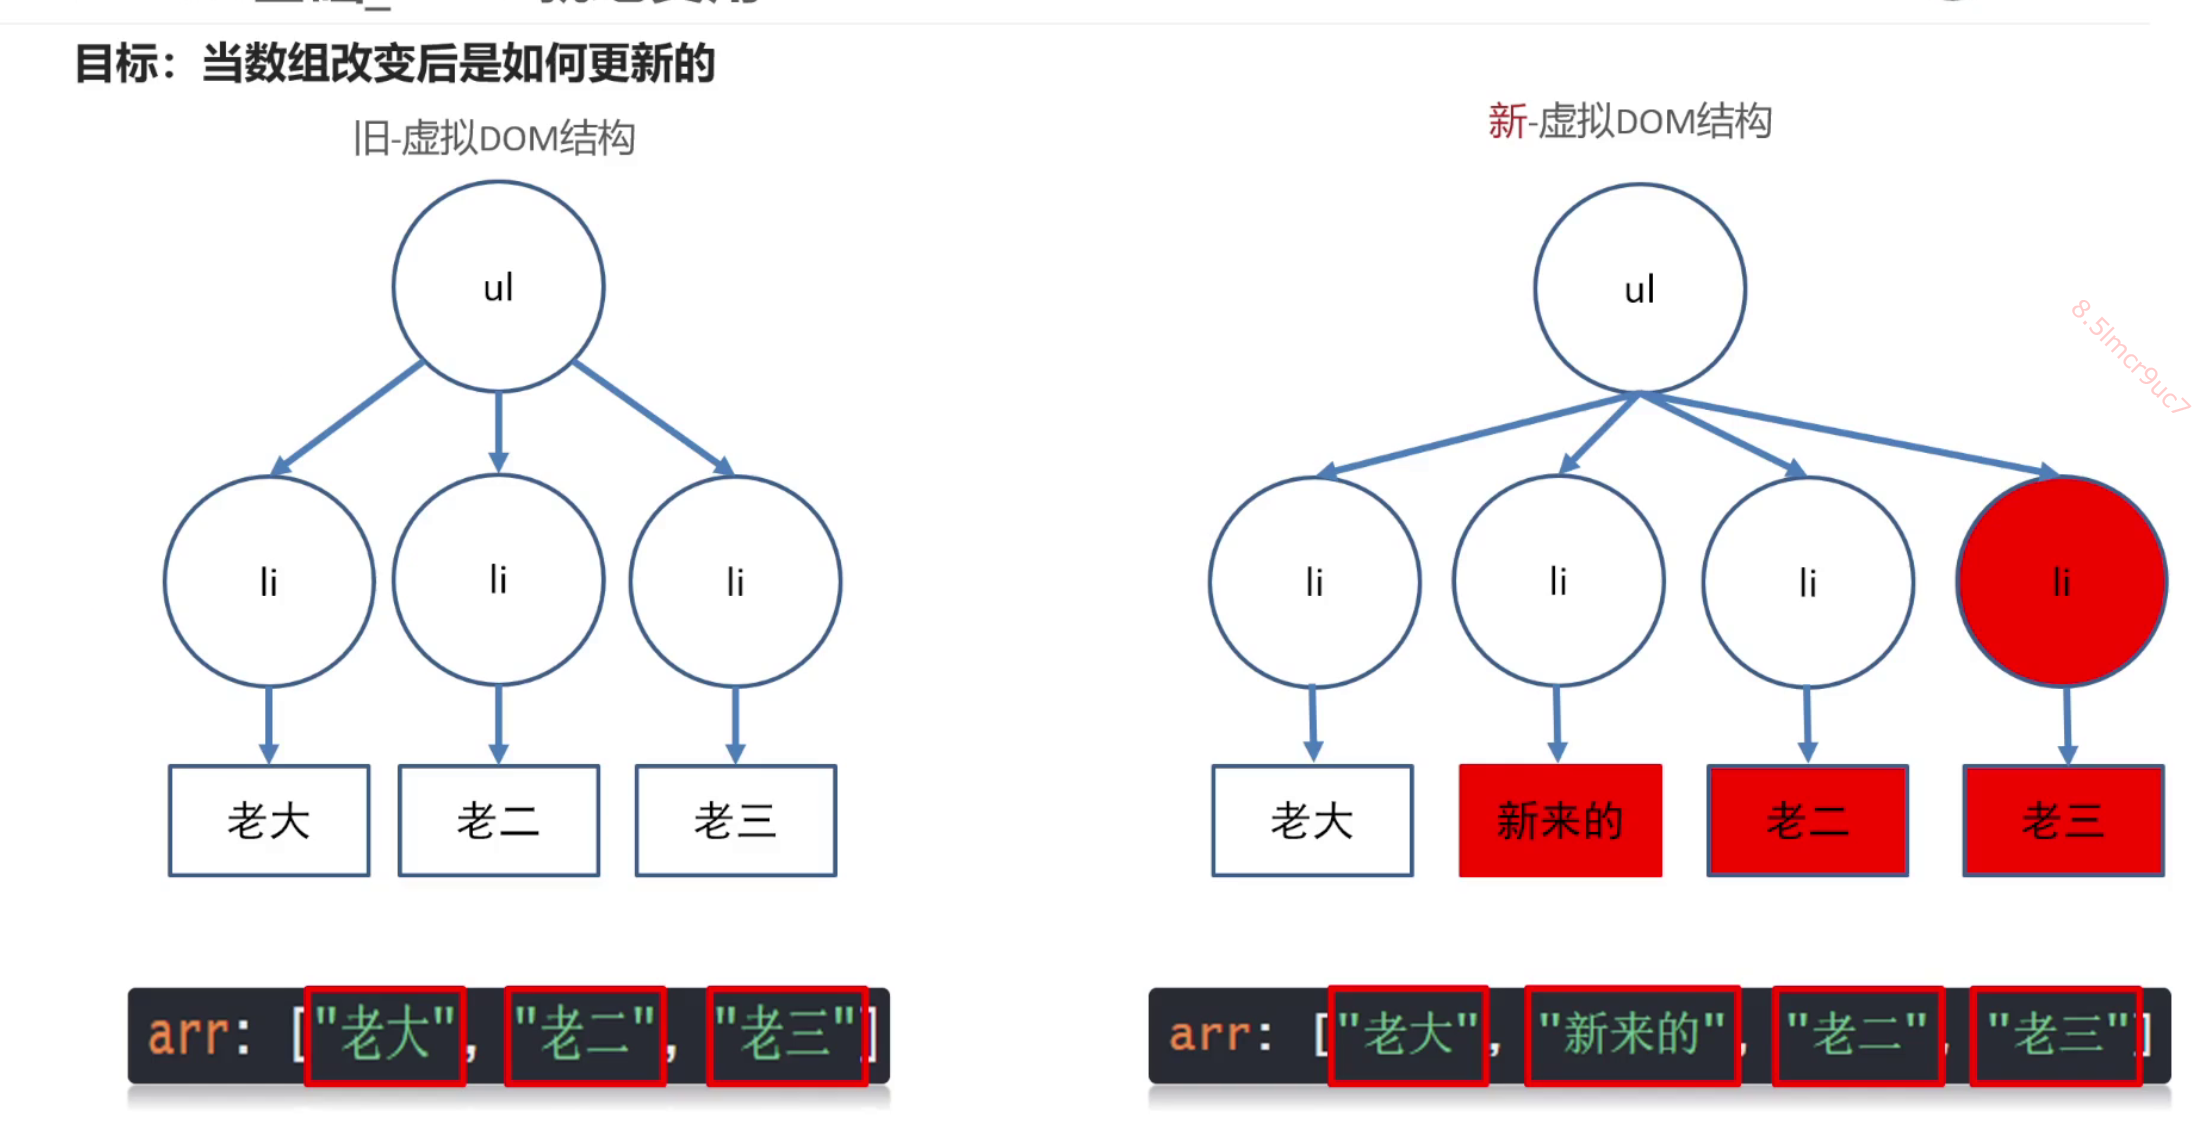 目标：当数组改变后是如何更新的
旧-虚拟DOM结构
新-虚拟DOM结构
ul
ul
8.5lmcr9uc7
li li li
li li li li
老大 老二 老三
老大 新来的 老二 老三
arr: ["老大", "老二", "老三"]
arr: ["老大", "新来的", "老二", "老三"]